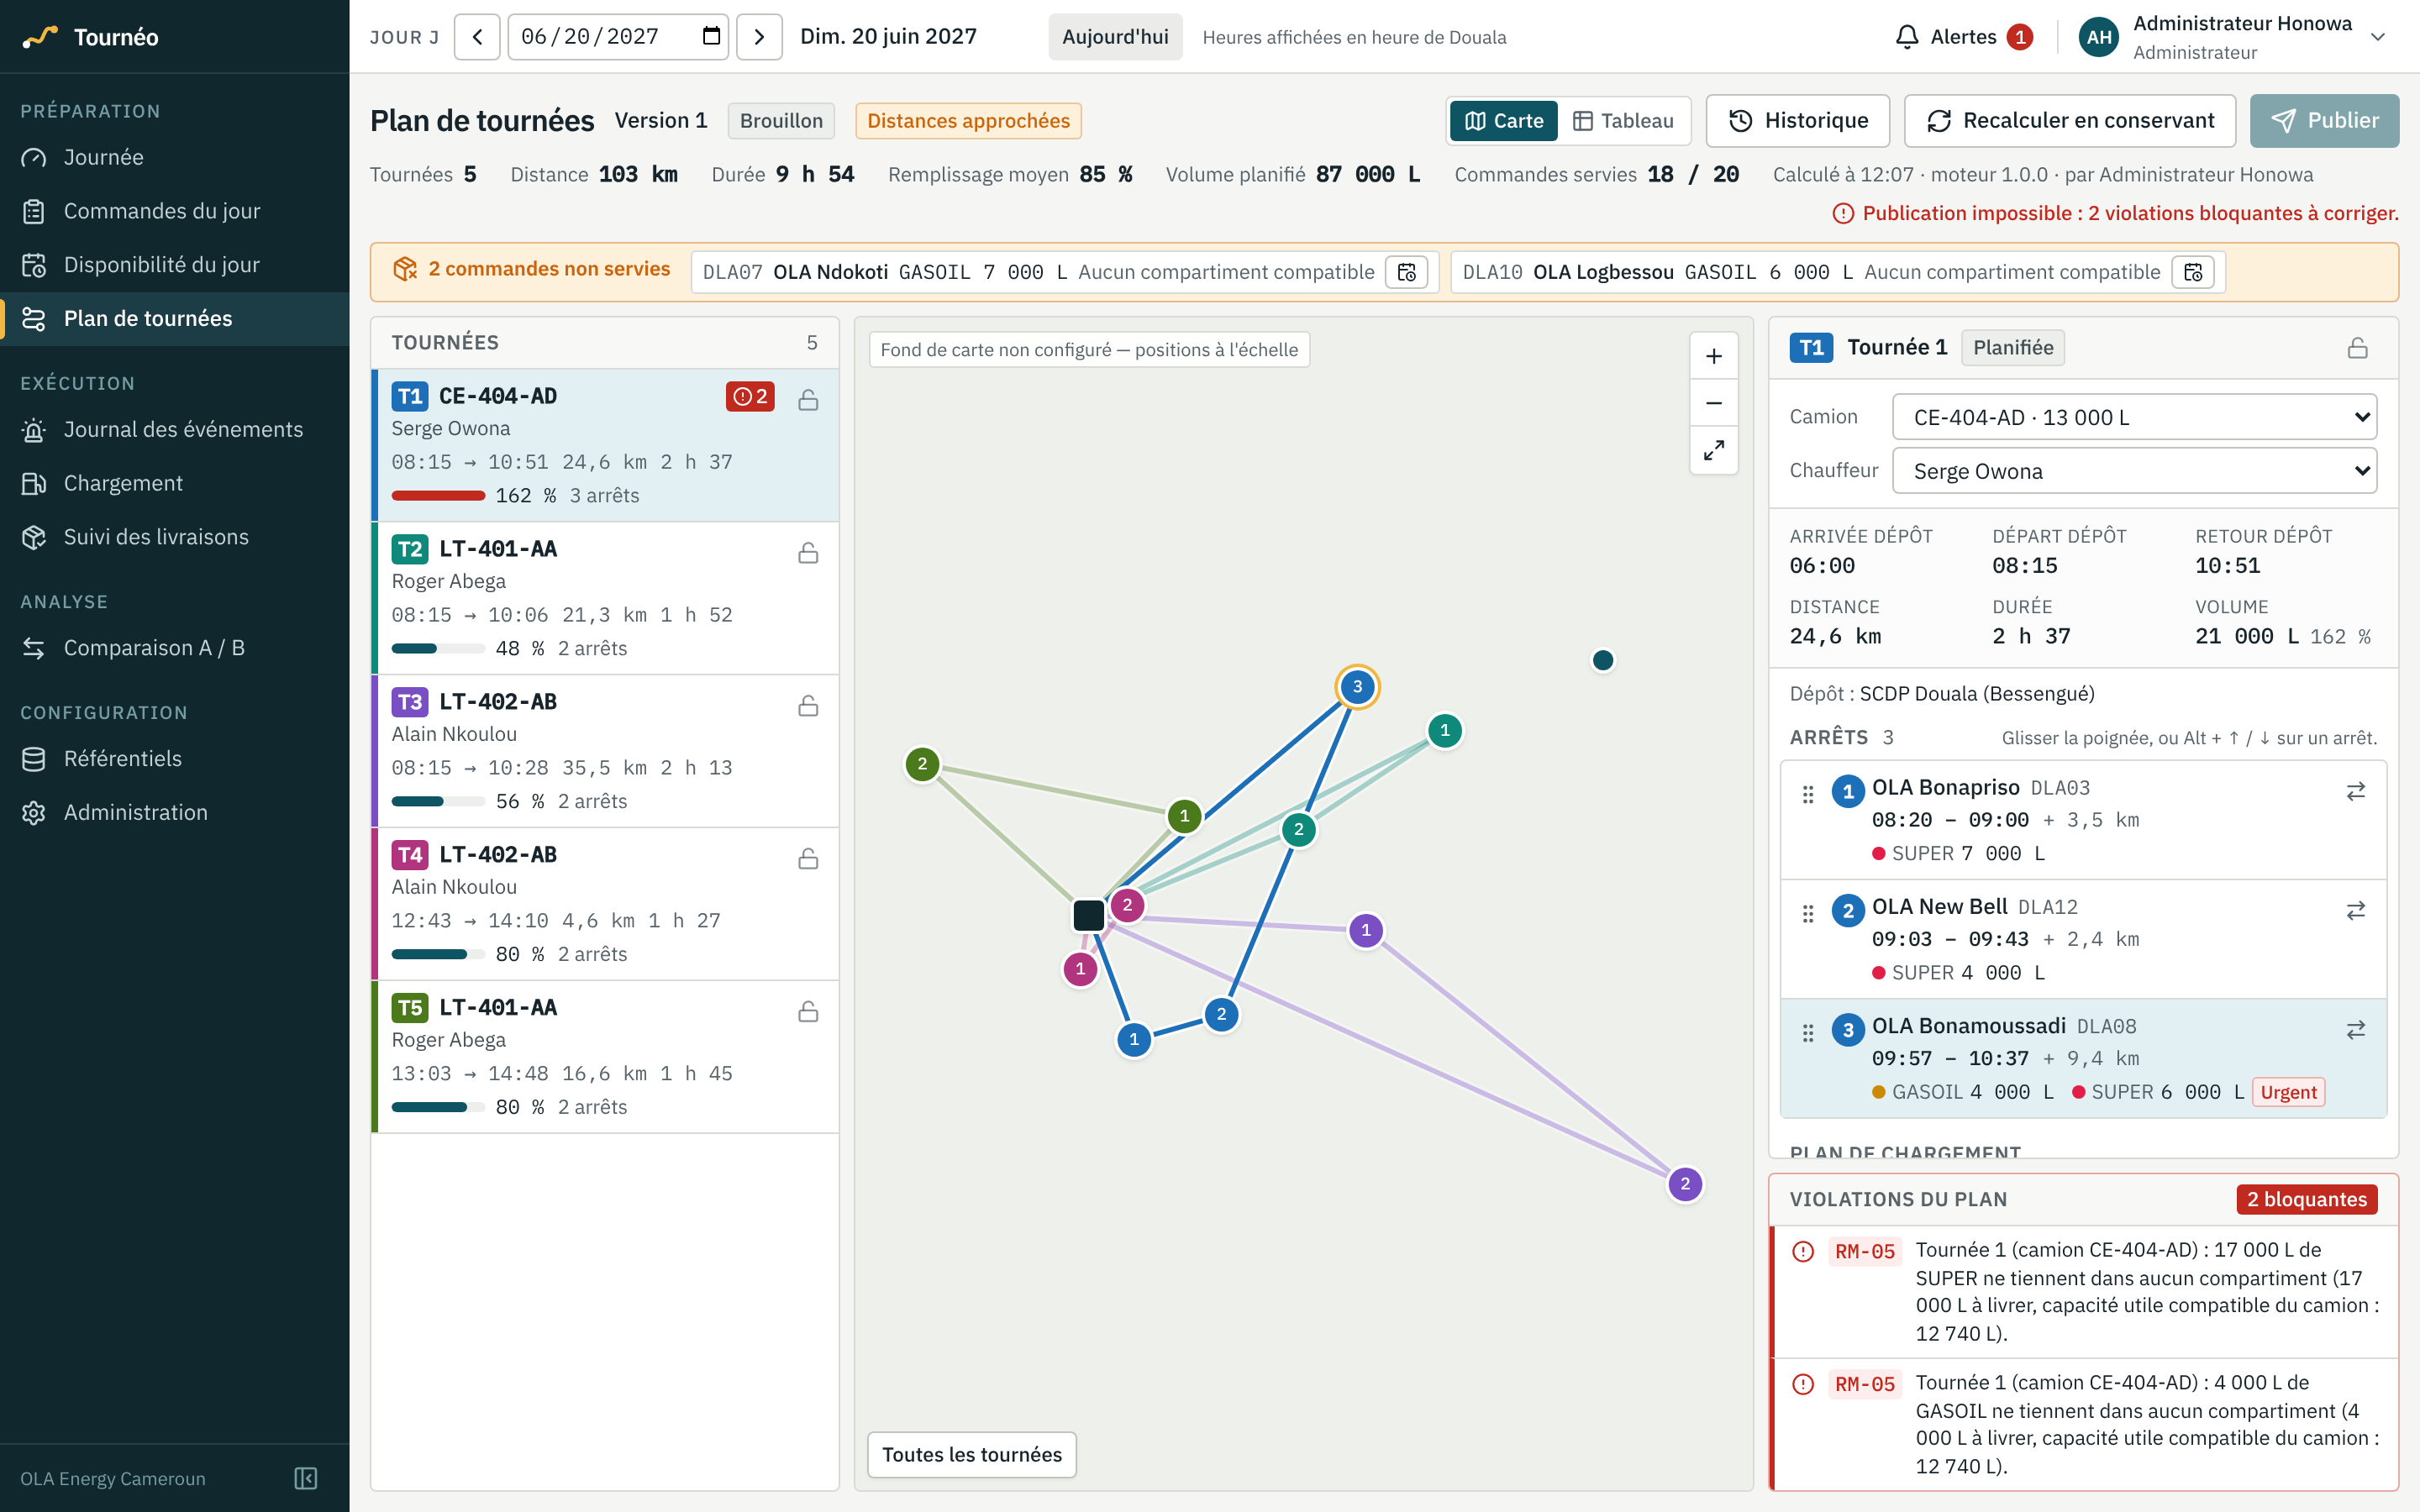 Tournéo
JOUR J
06/20/2027
Dim. 20 juin 2027
Aujourd'hui
Heures affichées en heure de Douala
Alertes 1
AH
Administrateur Honowa
Administrateur
PRÉPARATION
Journée
Commandes du jour
Disponibilité du jour
Plan de tournées
EXÉCUTION
Journal des événements
Chargement
Suivi des livraisons
ANALYSE
Comparaison A / B
CONFIGURATION
Référentiels
Administration
OLA Energy Cameroun
Plan de tournées Version 1 Brouillon Distances approchées
Carte Tableau Historique Recalculer en conservant Publier
Tournées 5 Distance 103 km Durée 9 h 54 Remplissage moyen 85 % Volume planifié 87 000 L Commandes servies 18 / 20 Calculé à 12:07 · moteur 1.0.0 · par Administrateur Honowa
Publication impossible : 2 violations bloquantes à corriger.
2 commandes non servies DLA07 OLA Ndokoti GASOIL 7 000 L Aucun compartiment compatible DLA10 OLA Logbessou GASOIL 6 000 L Aucun compartiment compatible
TOURNÉES 5
T1 CE-404-AD 2
Serge Owona
08:15 → 10:51 24,6 km 2 h 37
162 % 3 arrêts
T2 LT-401-AA
Roger Abega
08:15 → 10:06 21,3 km 1 h 52
48 % 2 arrêts
T3 LT-402-AB
Alain Nkoulou
08:15 → 10:28 35,5 km 2 h 13
56 % 2 arrêts
T4 LT-402-AB
Alain Nkoulou
12:43 → 14:10 4,6 km 1 h 27
80 % 2 arrêts
T5 LT-401-AA
Roger Abega
13:03 → 14:48 16,6 km 1 h 45
80 % 2 arrêts
Fond de carte non configuré — positions à l'échelle
+
−
3
1
2
1
2
2
1
1
2
1
2
Toutes les tournées
T1 Tournée 1 Planifiée
Camion CE-404-AD · 13 000 L
Chauffeur Serge Owona
ARRIVÉE DÉPÔT DÉPART DÉPÔT RETOUR DÉPÔT
06:00 08:15 10:51
DISTANCE DURÉE VOLUME
24,6 km 2 h 37 21 000 L 162 %
Dépôt : SCDP Douala (Bessengué)
ARRÊTS 3 Glisser la poignée, ou Alt + ↑ / ↓ sur un arrêt.
1 OLA Bonapriso DLA03
08:20 – 09:00 + 3,5 km
SUPER 7 000 L
2 OLA New Bell DLA12
09:03 – 09:43 + 2,4 km
SUPER 4 000 L
3 OLA Bonamoussadi DLA08
09:57 – 10:37 + 9,4 km
GASOIL 4 000 L SUPER 6 000 L Urgent
PLAN DE CHARGEMENT
VIOLATIONS DU PLAN 2 bloquantes
RM-05 Tournée 1 (camion CE-404-AD) : 17 000 L de
SUPER ne tiennent dans aucun compartiment (17
000 L à livrer, capacité utile compatible du camion :
12 740 L).
RM-05 Tournée 1 (camion CE-404-AD) : 4 000 L de
GASOIL ne tiennent dans aucun compartiment (4
000 L à livrer, capacité utile compatible du camion :
12 740 L).